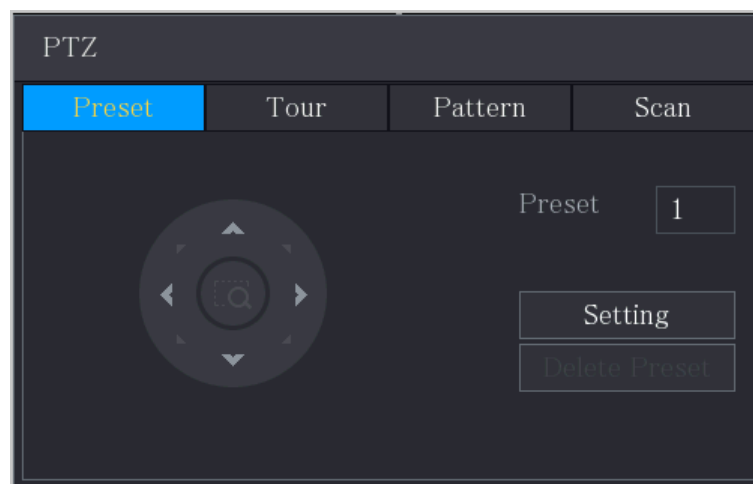 PTZ
Preset Tour Pattern Scan
Preset 1
Setting
Delete Preset